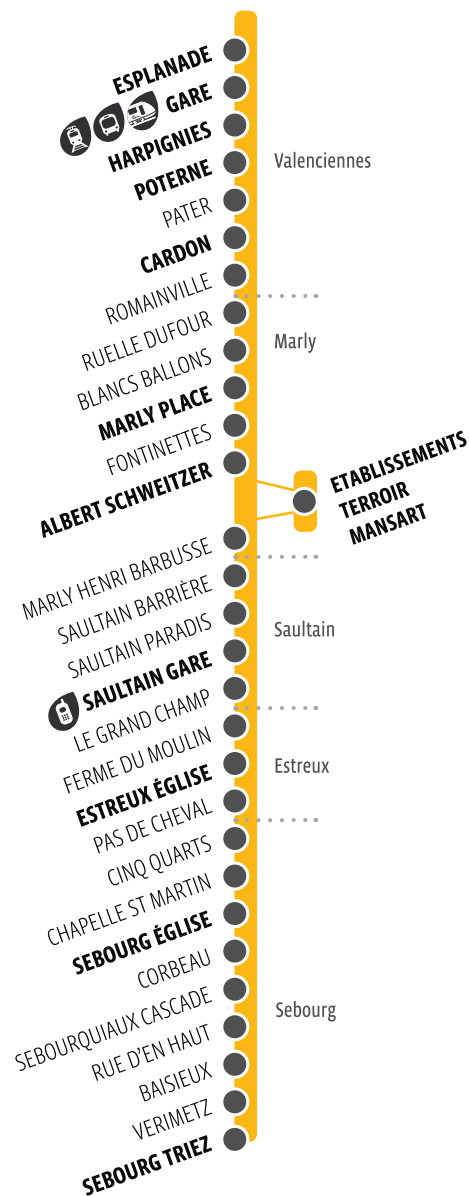 ESPLANADE
GARE
HARPIGNIES
POTERNE
Valenciennes
PATER
CARDON
ROMAINVILLE
RUELLE DUFOUR
Marly
BLANCS BALLONS
MARLY PLACE
FONTINETTES
ALBERT SCHWEITZER
ETABLISSEMENTS
TERROIR
MANSART
MARLY HENRI BARBUSSE
SAULTAIN BARRIÈRE
SAULTAIN PARADIS
Saultain
SAULTAIN GARE
LE GRAND CHAMP
FERME DU MOULIN
Estreux
ESTREUX ÉGLISE
PAS DE CHEVAL
CINQ QUARTS
CHAPELLE ST MARTIN
SEBOURG ÉGLISE
CORBEAU
SEBOURQUIAUX CASCADE
Sebourg
RUE D'EN HAUT
BAISIEUX
VERIMETZ
SEBOURG TRIEZ